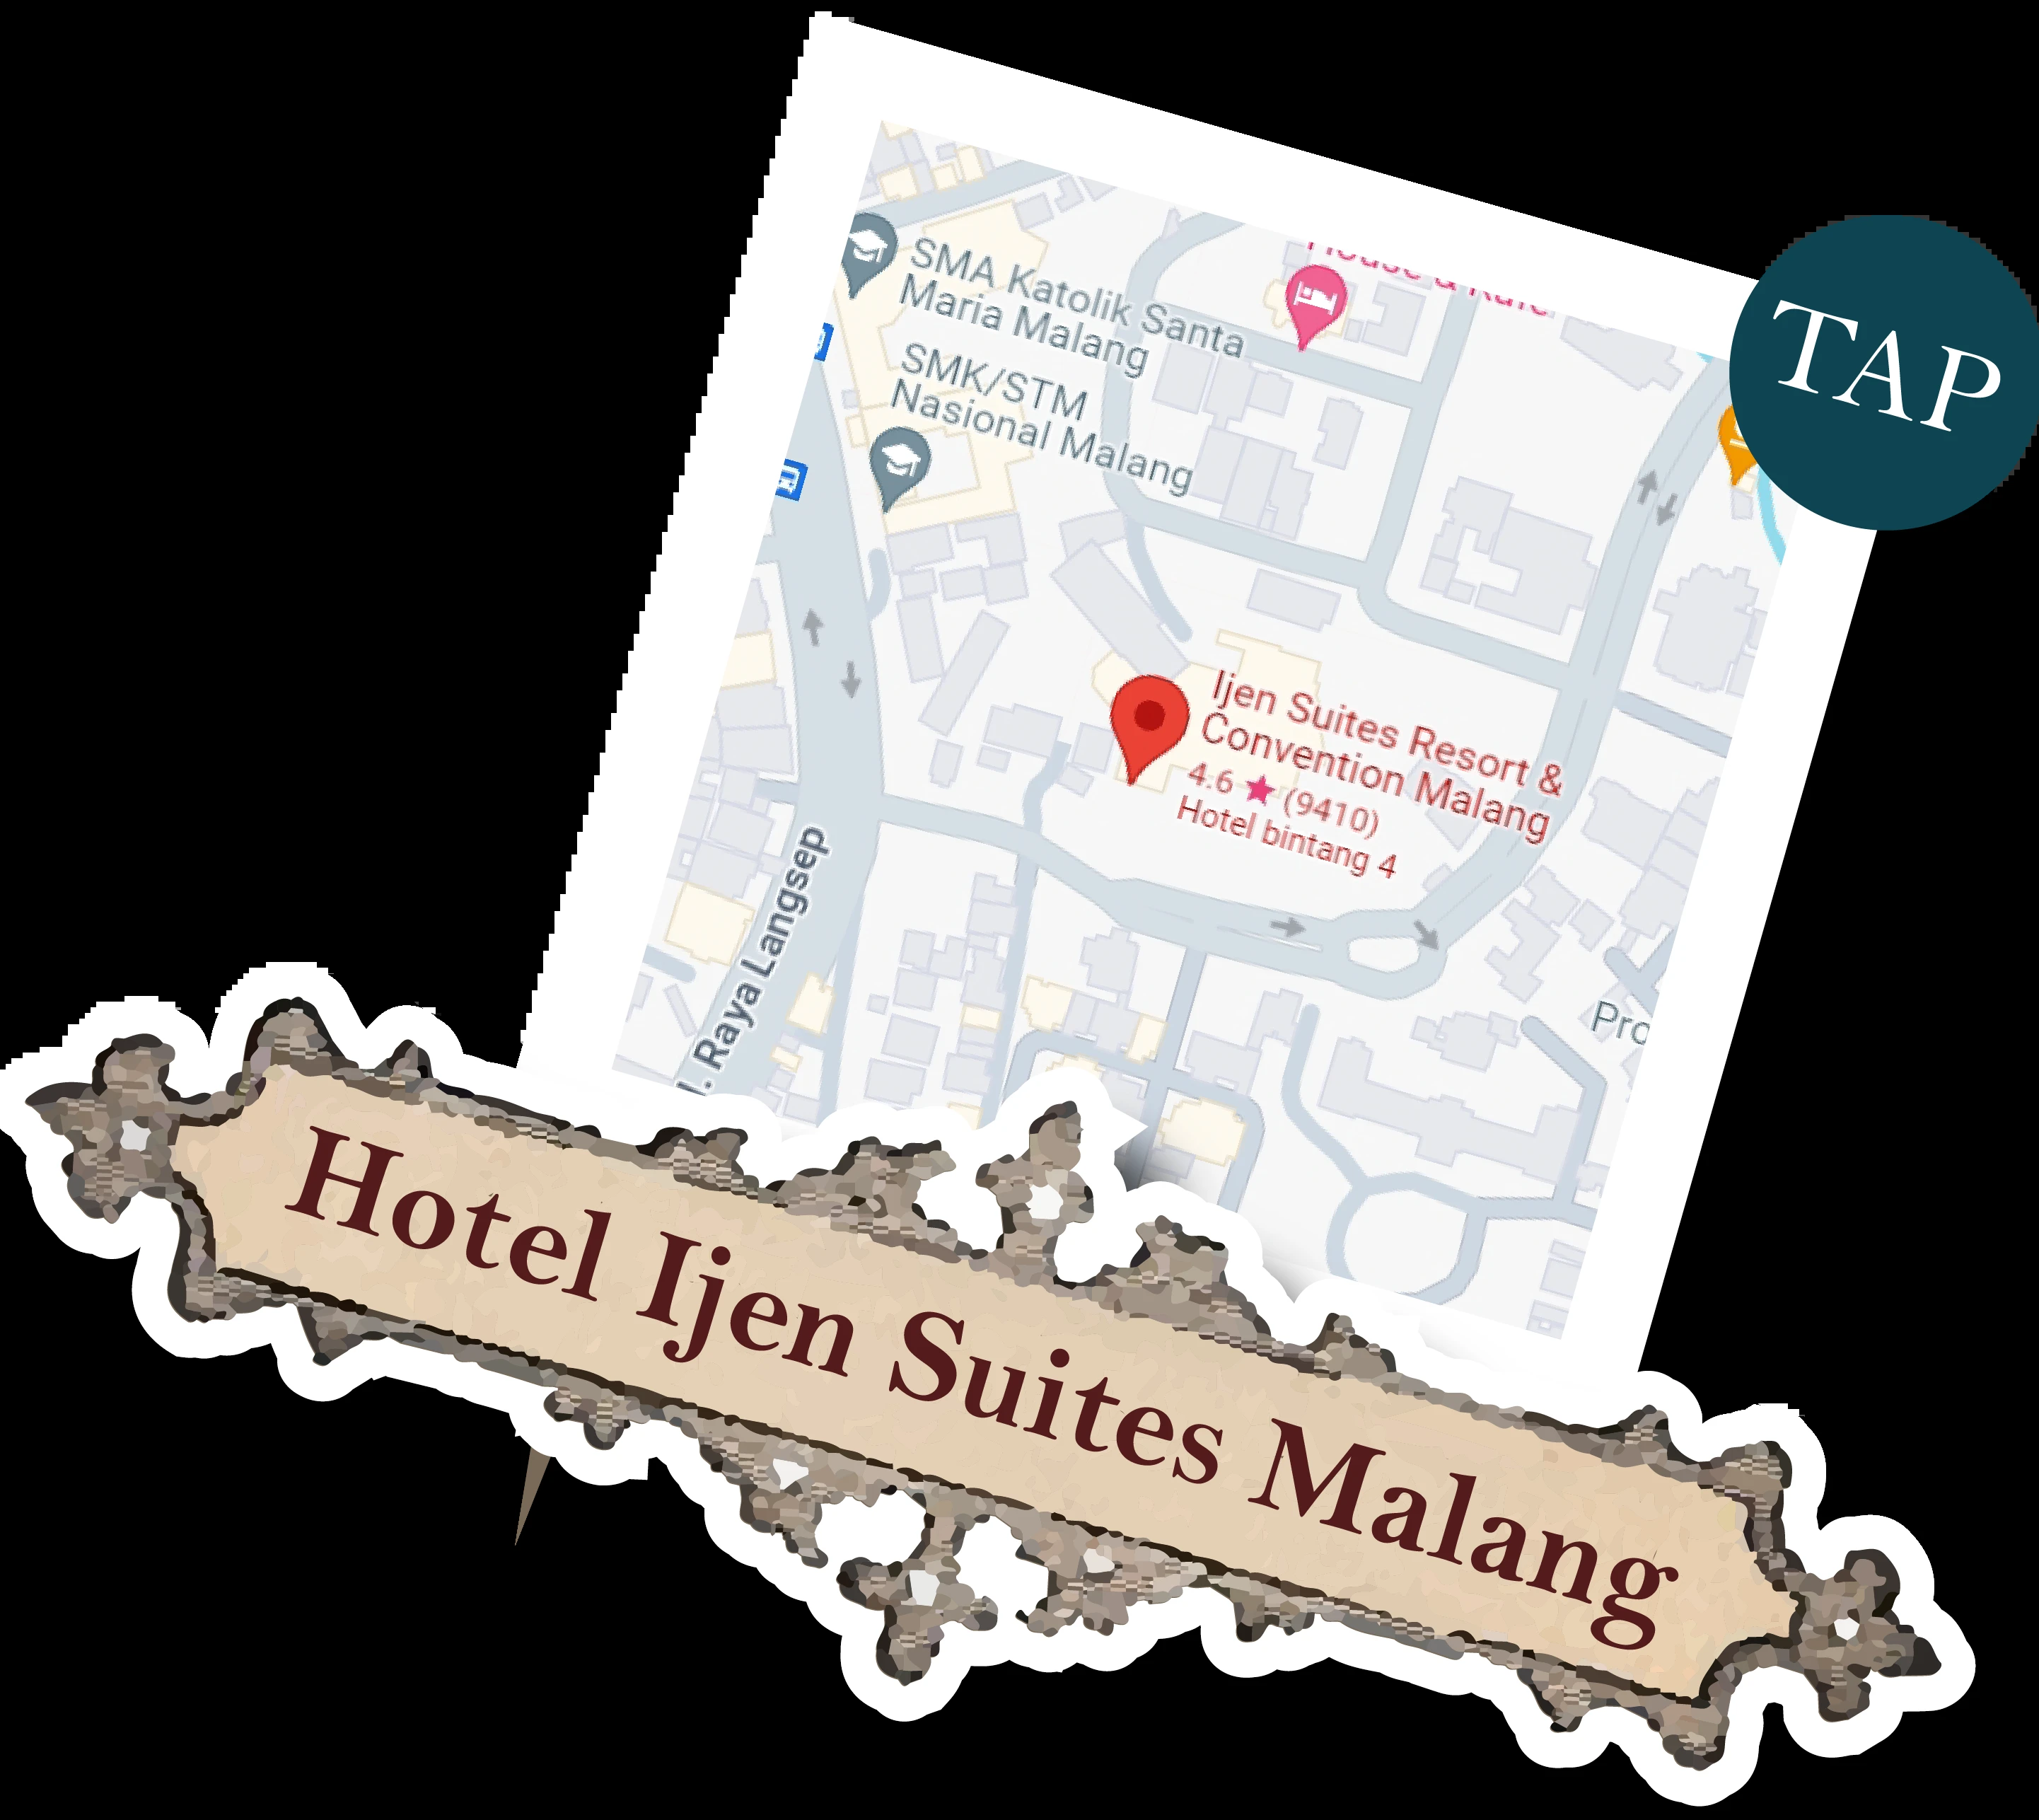 House & Kafe
TAP
SMA Katolik Santa
Maria Malang
SMK/STM
Nasional Malang
Ijen Suites Resort &
Convention Malang
4.6 ★ (9410)
Hotel bintang 4
l. Raya Langsep
Pro
Hotel Ijen Suites Malang